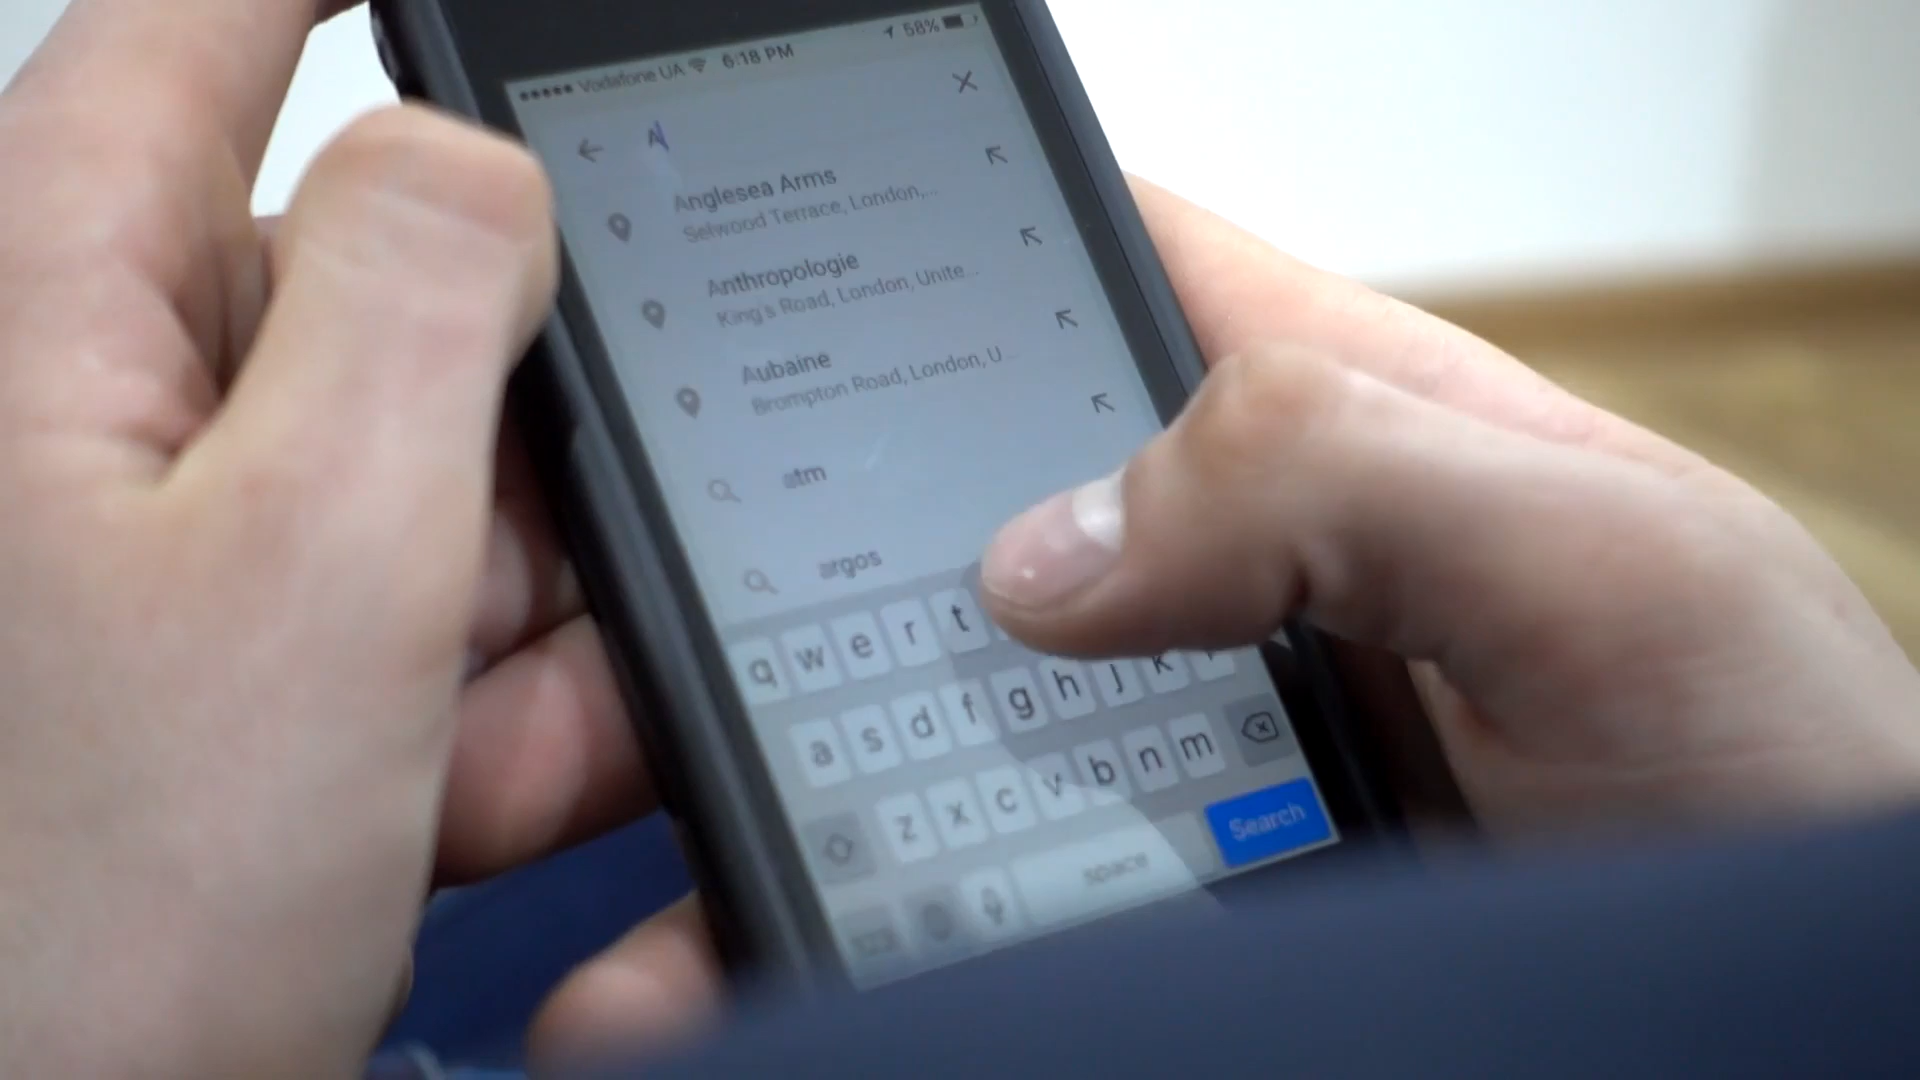 Vodafone UA 6:18 PM 58%
A
Anglesea Arms
Selwood Terrace, London,...
Anthropologie
King's Road, London, Unite...
Aubaine
Brompton Road, London, U...
atm
argos
q w e r t
a s d f g h j k
z x c v b n m
space Search